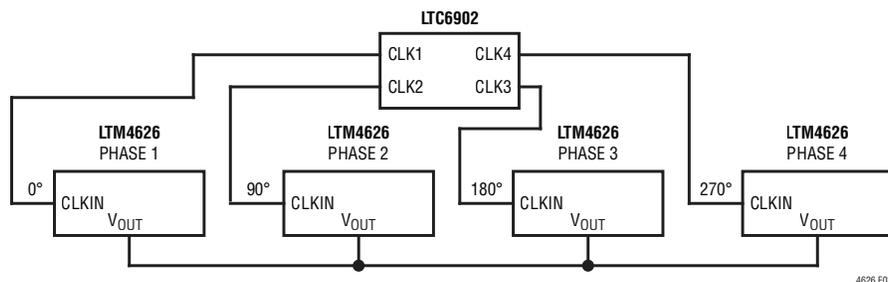 LTC6902
CLK1 CLK4
CLK2 CLK3
LTM4626
PHASE 1
LTM4626
PHASE 2
LTM4626
PHASE 3
LTM4626
PHASE 4
0° CLKIN
VOUT
90° CLKIN
VOUT
180° CLKIN
VOUT
270° CLKIN
VOUT